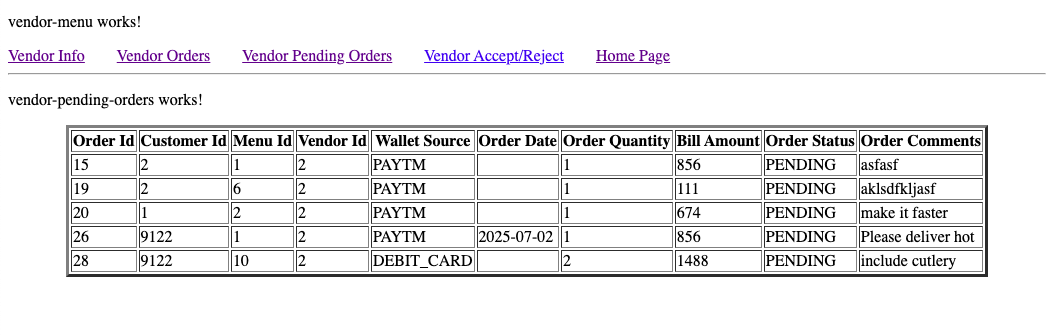 vendor-menu works!
Vendor Info Vendor Orders Vendor Pending Orders Vendor Accept/Reject Home Page
vendor-pending-orders works!
Order Id Customer Id Menu Id Vendor Id Wallet Source Order Date Order Quantity Bill Amount Order Status Order Comments
15 2 1 2 PAYTM 1 856 PENDING asfasf
19 2 6 2 PAYTM 1 111 PENDING aklsdfkljasf
20 1 2 2 PAYTM 1 674 PENDING make it faster
26 9122 1 2 PAYTM 2025-07-02 1 856 PENDING Please deliver hot
28 9122 10 2 DEBIT_CARD 2 1488 PENDING include cutlery